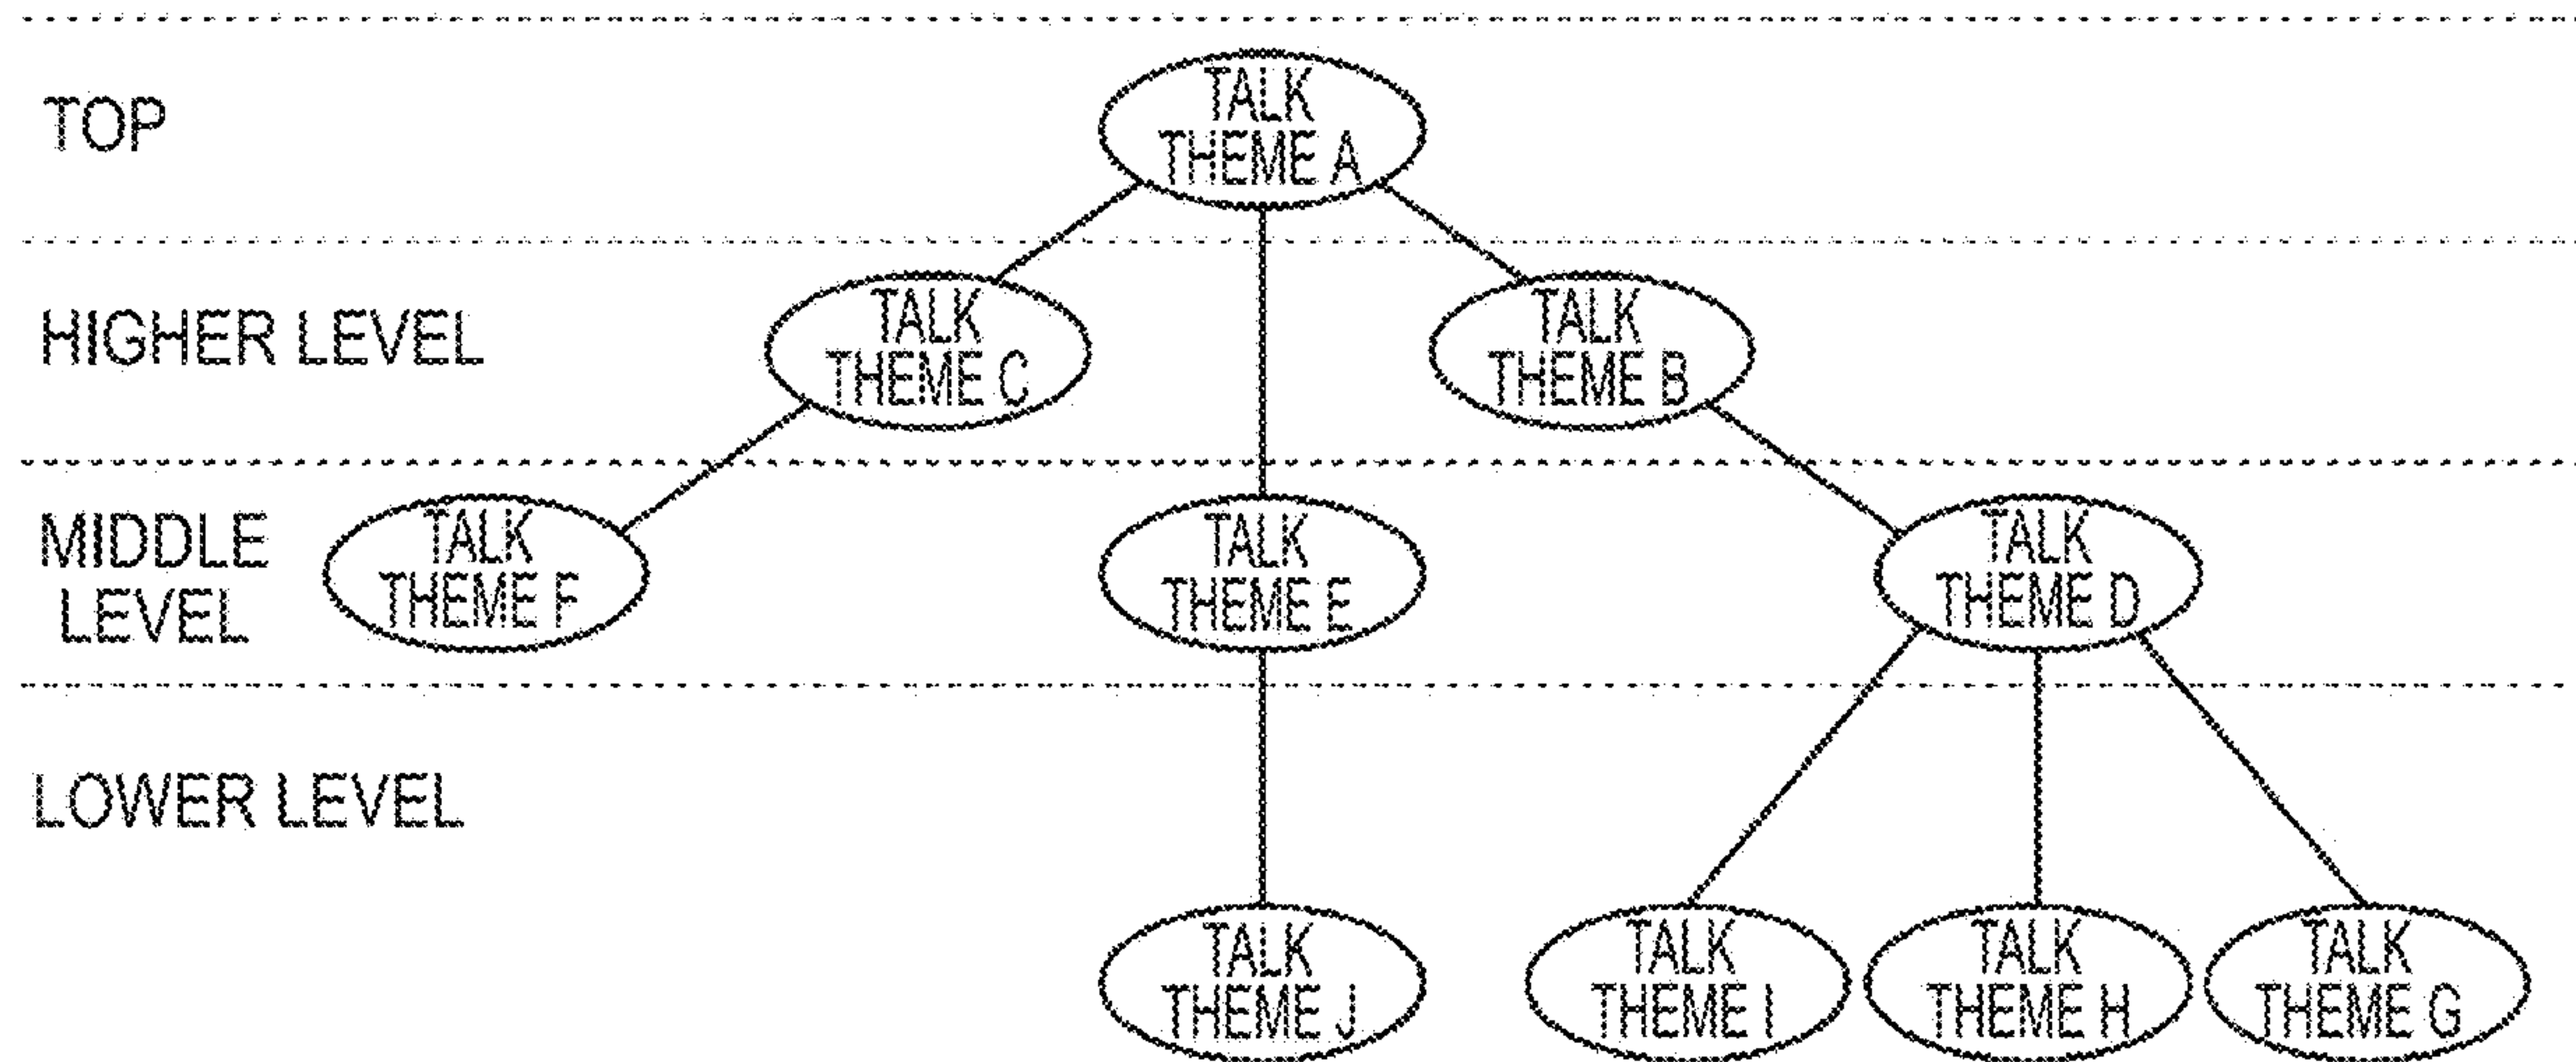 TOP
TALK
THEME A
HIGHER LEVEL
TALK
THEME C
TALK
THEME B
MIDDLE
LEVEL
TALK
THEME F
TALK
THEME E
TALK
THEME D
LOWER LEVEL
TALK
THEME J
TALK
THEME I
TALK
THEME H
TALK
THEME G